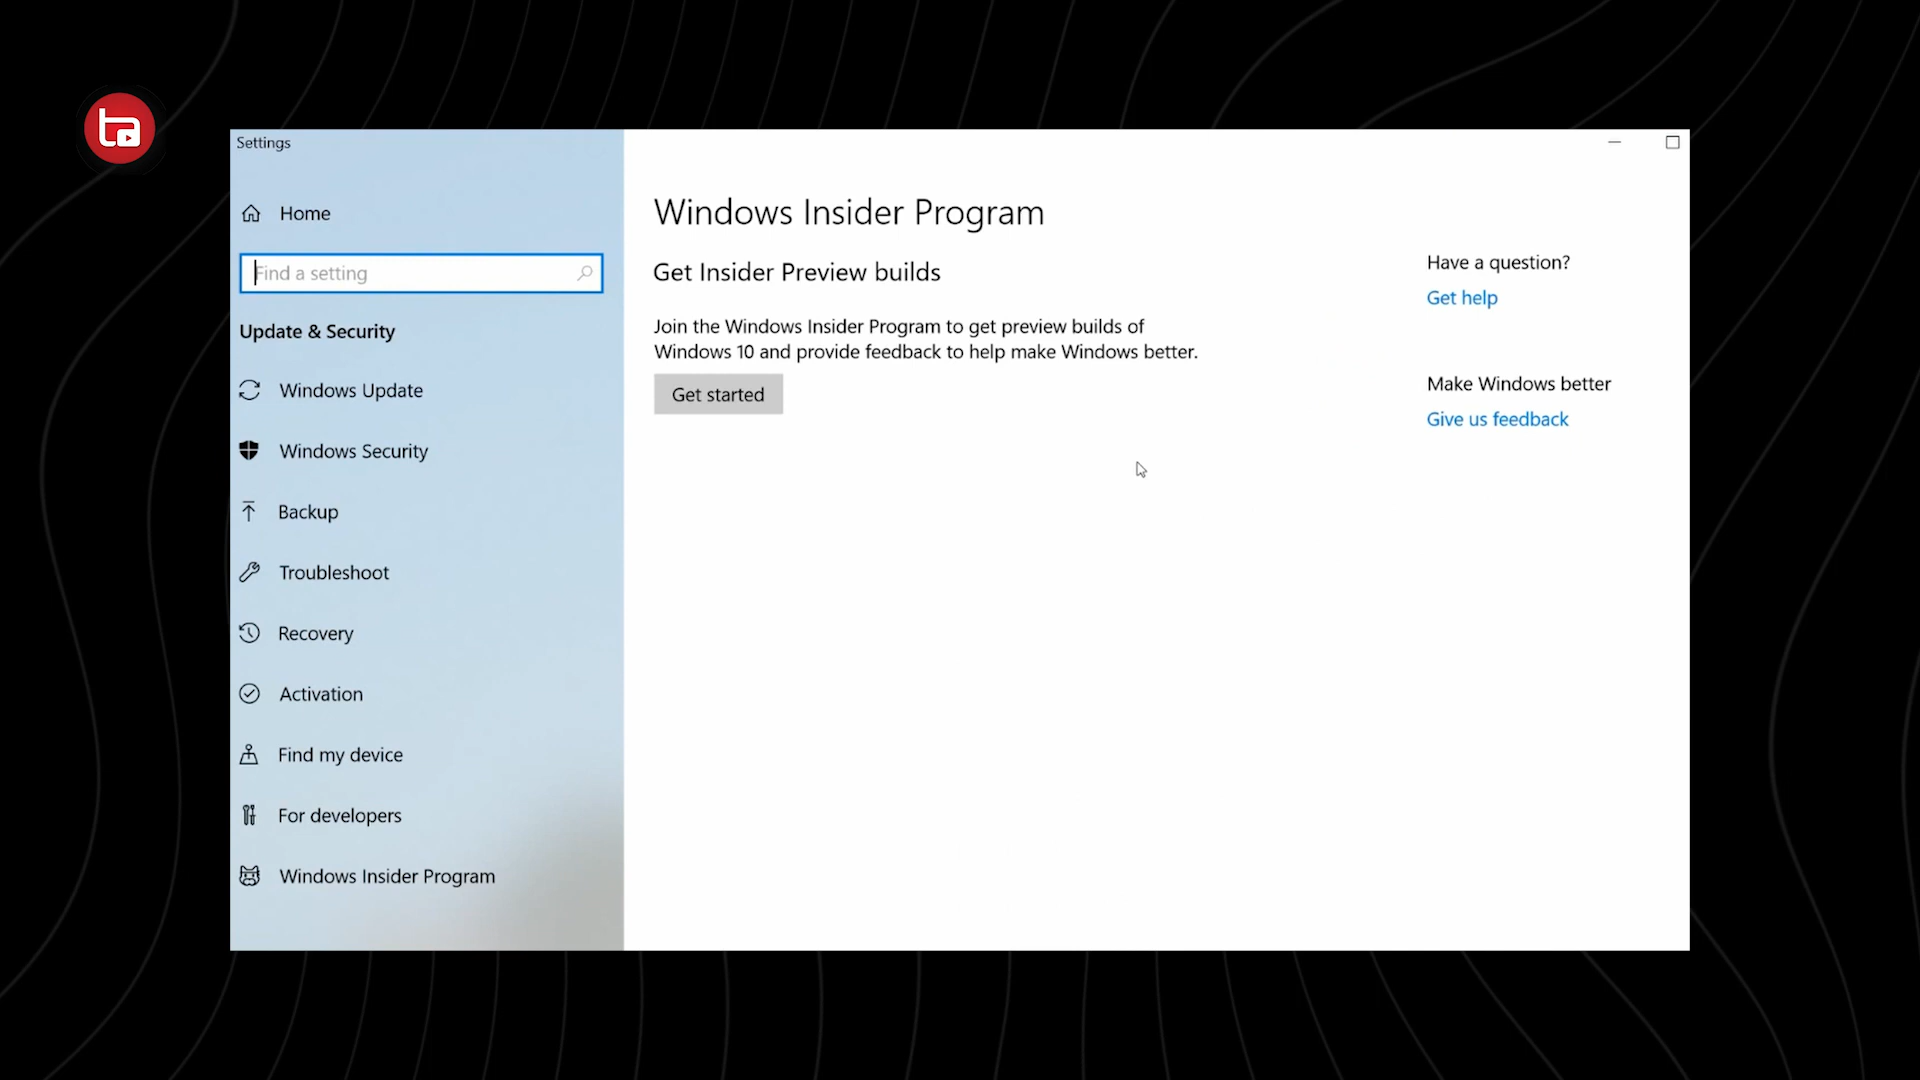 ta
Settings
Home
Find a setting
Update & Security
Windows Update
Windows Security
Backup
Troubleshoot
Recovery
Activation
Find my device
For developers
Windows Insider Program
Windows Insider Program
Get Insider Preview builds
Join the Windows Insider Program to get preview builds of
Windows 10 and provide feedback to help make Windows better.
Get started
Have a question?
Get help
Make Windows better
Give us feedback